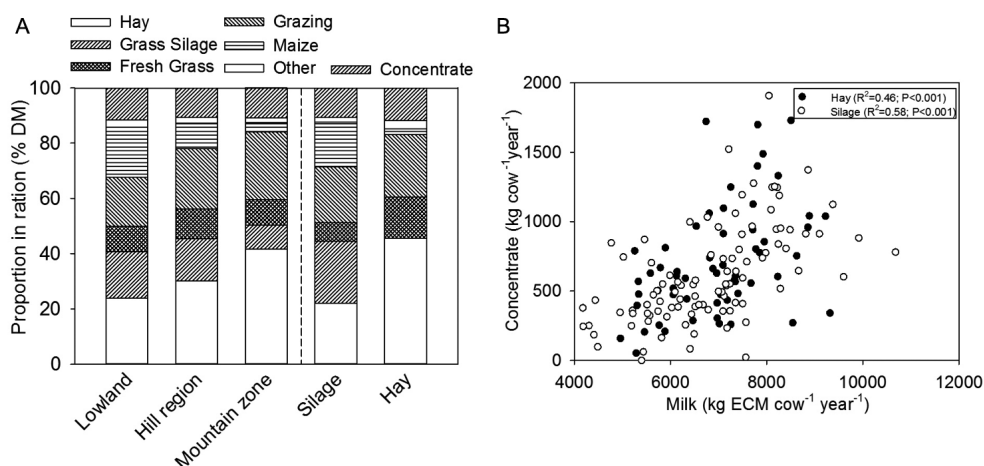 A
Hay
Grazing
Grass Silage
Maize
Fresh Grass
Other
Concentrate
Proportion in ration (% DM)
100
80
60
40
20
0
Lowland
Hill region
Mountain zone
Silage
Hay
B
Hay (R²=0.46; P<0.001)
Silage (R²=0.58; P<0.001)
Concentrate (kg cow⁻¹year⁻¹)
2000
1500
1000
500
0
4000 6000 8000 10000 12000
Milk (kg ECM cow⁻¹ year⁻¹)